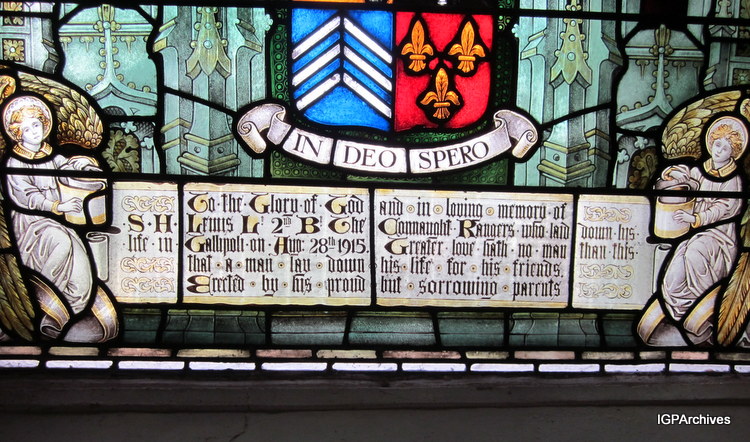 IN DEO SPERO
To the Glory of God and in loving memory of
S. H. Lewis Lt 2nd B. The Connaught Rangers who laid down his
life in Gallipoli on Aug: 28th 1915. Greater love hath no man than this
that a man lay down his life for his friends
Erected by his proud but sorrowing parents
IGPArchives